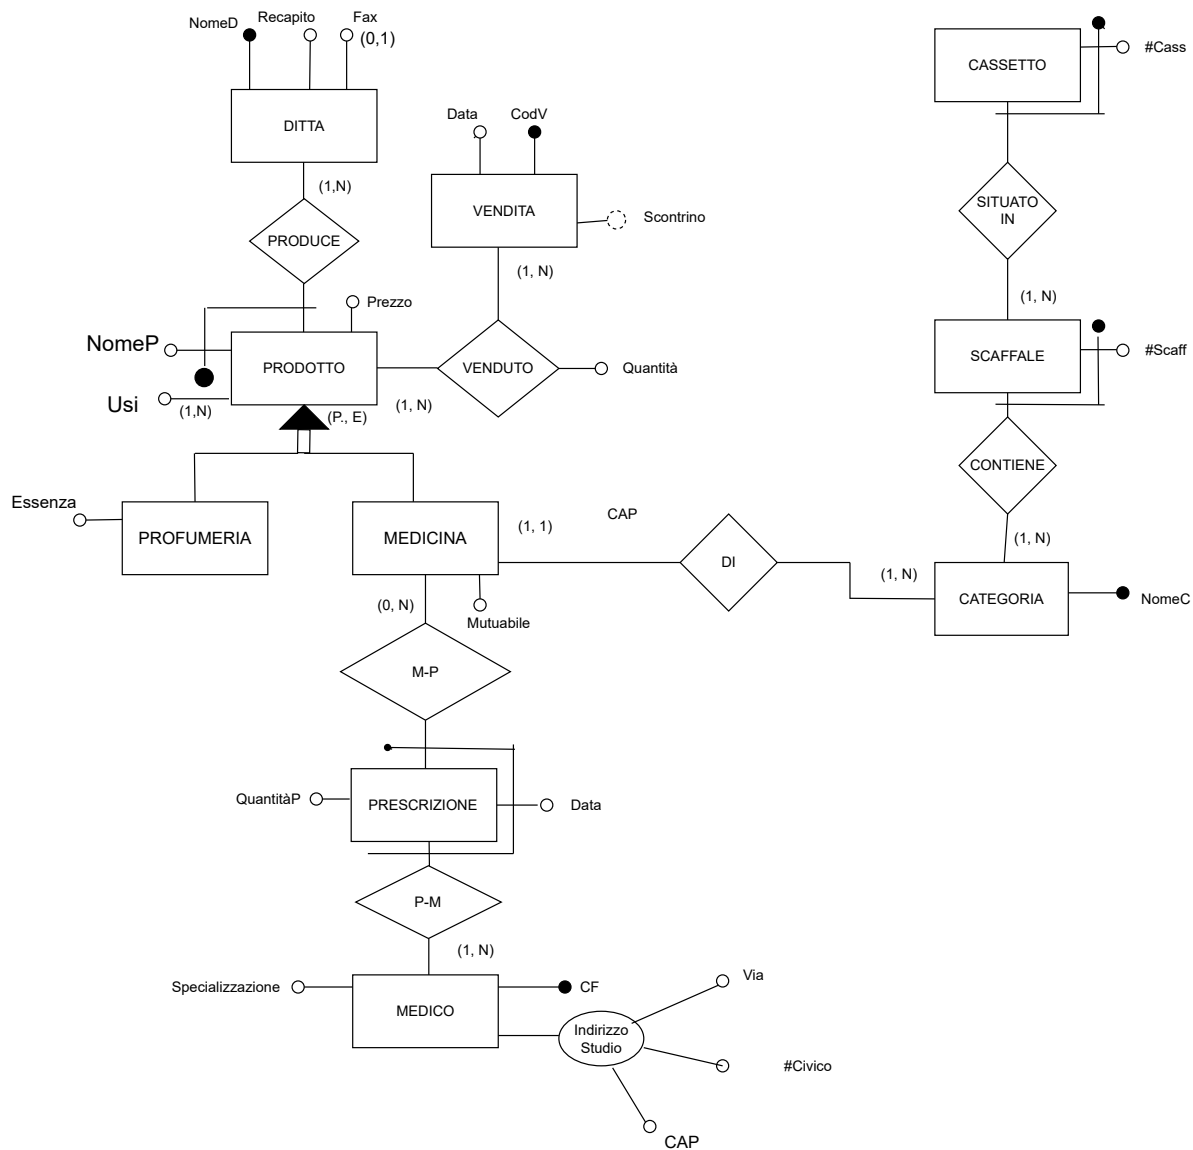 NomeD
Recapito
Fax
(0,1)
DITTA
(1,N)
PRODUCE
Data
CodV
VENDITA
Scontrino
(1, N)
#Cass
CASSETTO
SITUATO
IN
(1, N)
SCAFFALE
#Scaff
CONTIENE
(1, N)
Prezzo
NomeP
PRODOTTO
VENDUTO
Quantità
Usi
(1,N)
(P., E)
(1, N)
Essenza
PROFUMERIA
MEDICINA
(1, 1)
CAP
DI
(1, N)
CATEGORIA
NomeC
(0, N)
Mutuabile
M-P
QuantitàP
PRESCRIZIONE
Data
P-M
(1, N)
Specializzazione
MEDICO
CF
Indirizzo
Studio
Via
#Civico
CAP